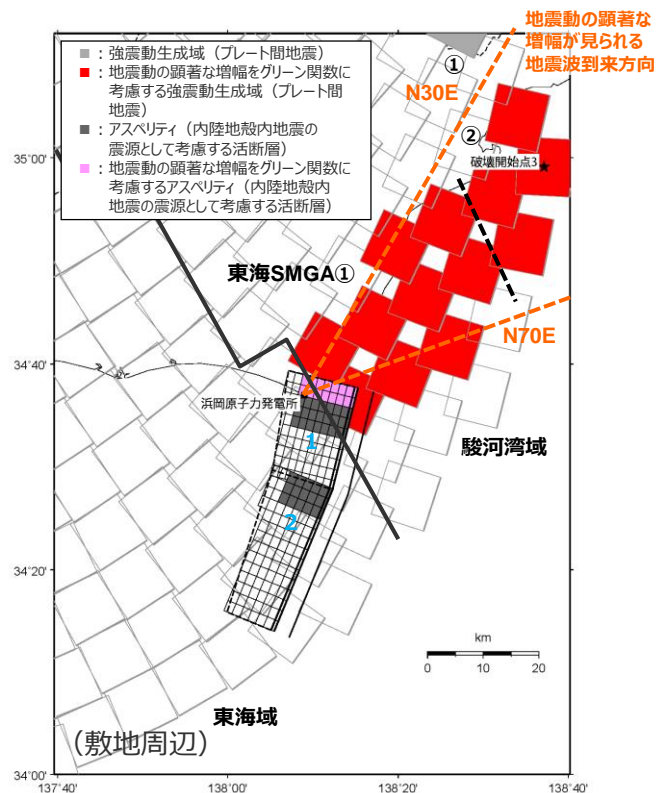 地震動の顕著な
増幅が見られる
地震波到来方向
■ : 強震動生成域（プレート間地震）
■ : 地震動の顕著な増幅をグリーン関数に
考慮する強震動生成域（プレート間
地震）
■ : アスペリティ（内陸地殻内地震の
震源として考慮する活断層）
■ : 地震動の顕著な増幅をグリーン関数に
考慮するアスペリティ（内陸地殻内
地震の震源として考慮する活断層）
①
N30E
②
破壊開始点3
★
35°00'
東海SMGA①
N70E
34°40'
浜岡原子力発電所
駿河湾域
1
2
34°20'
km
0 10 20
東海域
（敷地周辺）
34°00'
137°40' 138°00' 138°20' 138°40'